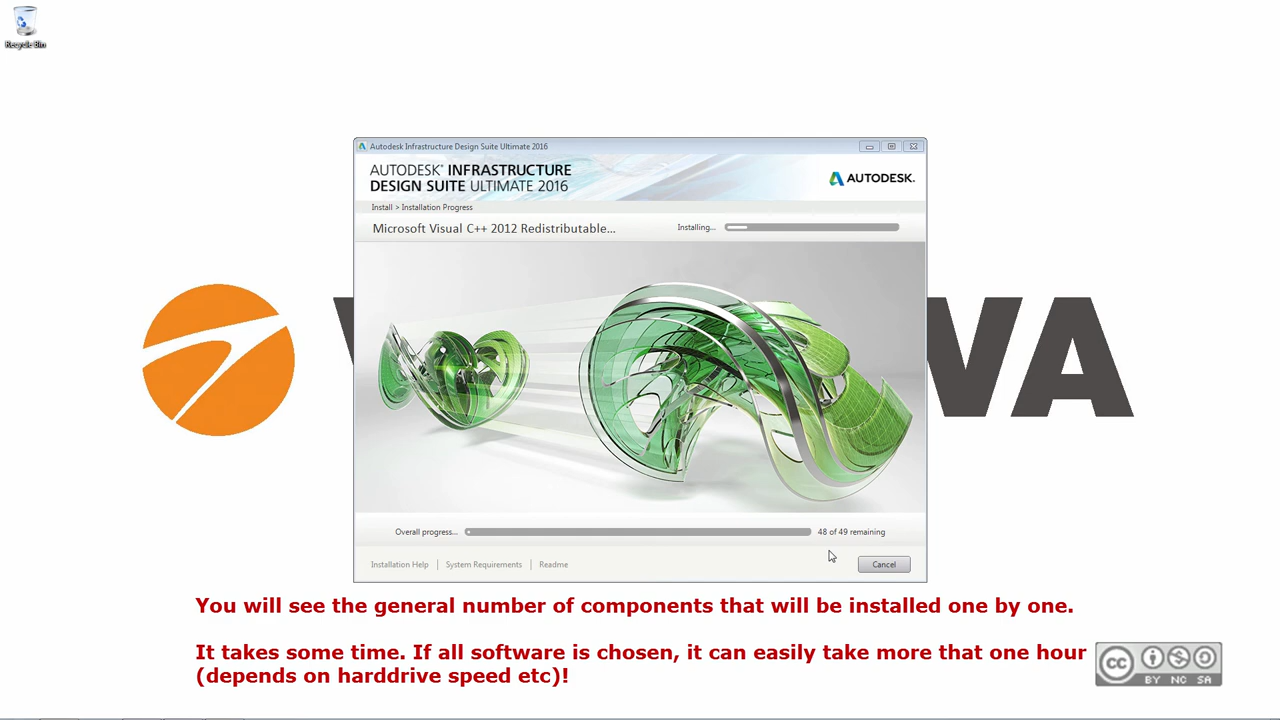 Recycle Bin
Autodesk Infrastructure Design Suite Ultimate 2016
AUTODESK® INFRASTRUCTURE
DESIGN SUITE ULTIMATE 2016
AUTODESK.
Install > Installation Progress
Microsoft Visual C++ 2012 Redistributable...
Installing...
VA
Overall progress...
48 of 49 remaining
Installation Help
System Requirements
Readme
Cancel
You will see the general number of components that will be installed one by one.
It takes some time. If all software is chosen, it can easily take more that one hour
(depends on harddrive speed etc)!
cc
BY NC SA